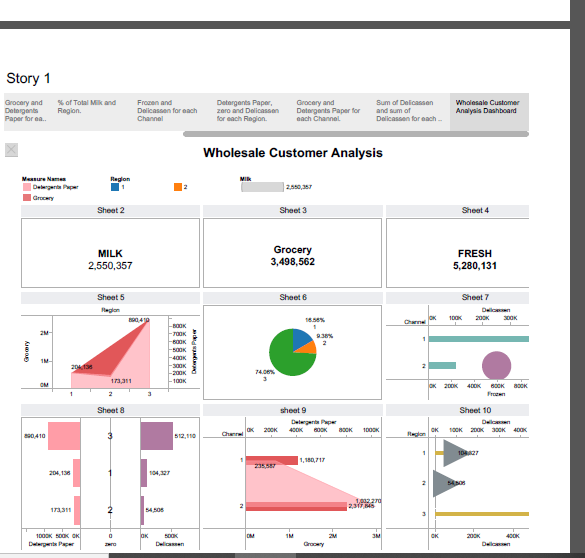 Story 1
Grocery and Detergents Paper for ea..
% of Total Milk and Region.
Frozen and Delicassen for each Channel
Detergents Paper, zero and Delicassen for each Region.
Grocery and Detergents Paper for each Channel.
Sum of Delicassen and sum of Delicassen for each ..
Wholesale Customer Analysis Dashboard
Wholesale Customer Analysis
Measure Names
Detergents Paper
Grocery
Region
1
2
Milk
2,550,357
Sheet 2
Sheet 3
Sheet 4
MILK
2,550,357
Grocery
3,498,562
FRESH
5,280,131
Sheet 5
Sheet 6
Sheet 7
Region
Grocery
2M
1M
0M
890,410
204,136
173,311
1 2 3
800K
700K
600K
500K
400K
300K
200K
100K
Detergents Paper
16.56%
1
9.38%
2
74.06%
3
Delicassen
Channel
0K 100K 200K 300K
1
2
0K 200K 400K 600K 800K
Frozen
Sheet 8
sheet 9
Sheet 10
890,410 3 512,110
204,136 1 104,327
173,311 2 54,506
1000K 500K 0K
Detergents Paper
zero
0K 500K
Delicassen
Detergents Paper
Channel
0K 200K 400K 600K 800K 1000K
1
235,587
1,180,717
2
1,032,270
2,317,845
0M 1M 2M 3M
Grocery
Delicassen
Region
0K 100K 200K 300K 400K
1
104,327
2
54,506
3
0K 200K 400K
Delicassen